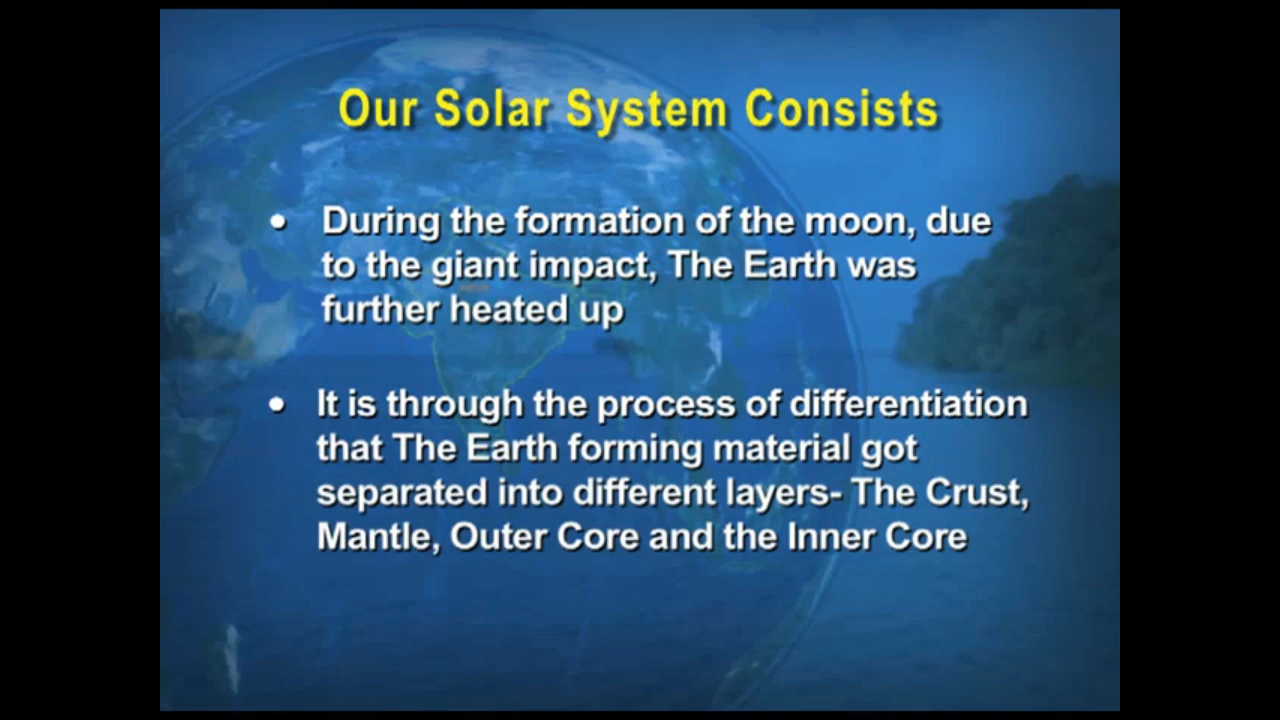 Our Solar System Consists
• During the formation of the moon, due
to the giant impact, The Earth was
further heated up
• It is through the process of differentiation
that The Earth forming material got
separated into different layers- The Crust,
Mantle, Outer Core and the Inner Core